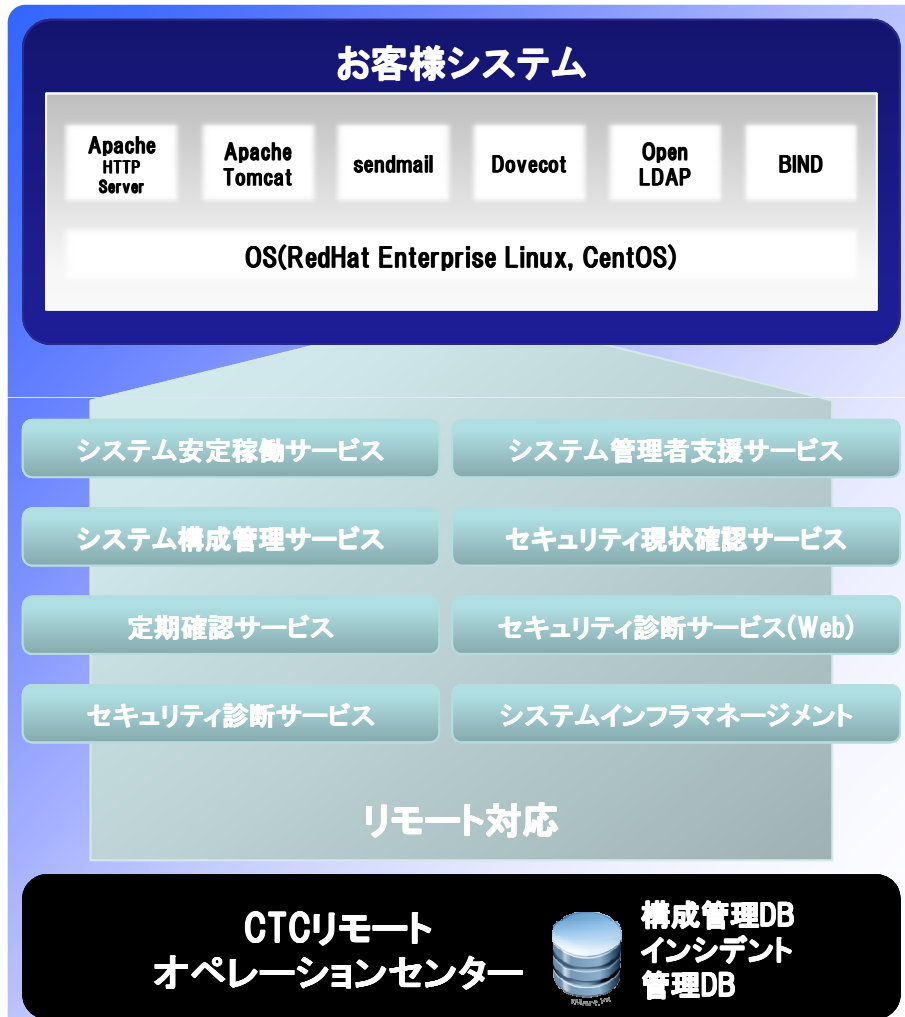 お客様システム
Apache
HTTP
Server
Apache
Tomcat
sendmail
Dovecot
Open
LDAP
BIND
OS(RedHat Enterprise Linux, CentOS)
システム安定稼働サービス
システム管理者支援サービス
システム構成管理サービス
セキュリティ現状確認サービス
定期確認サービス
セキュリティ診断サービス(Web)
セキュリティ診断サービス
システムインフラマネージメント
リモート対応
CTCリモート
オペレーションセンター
構成管理DB
インシデント
管理DB